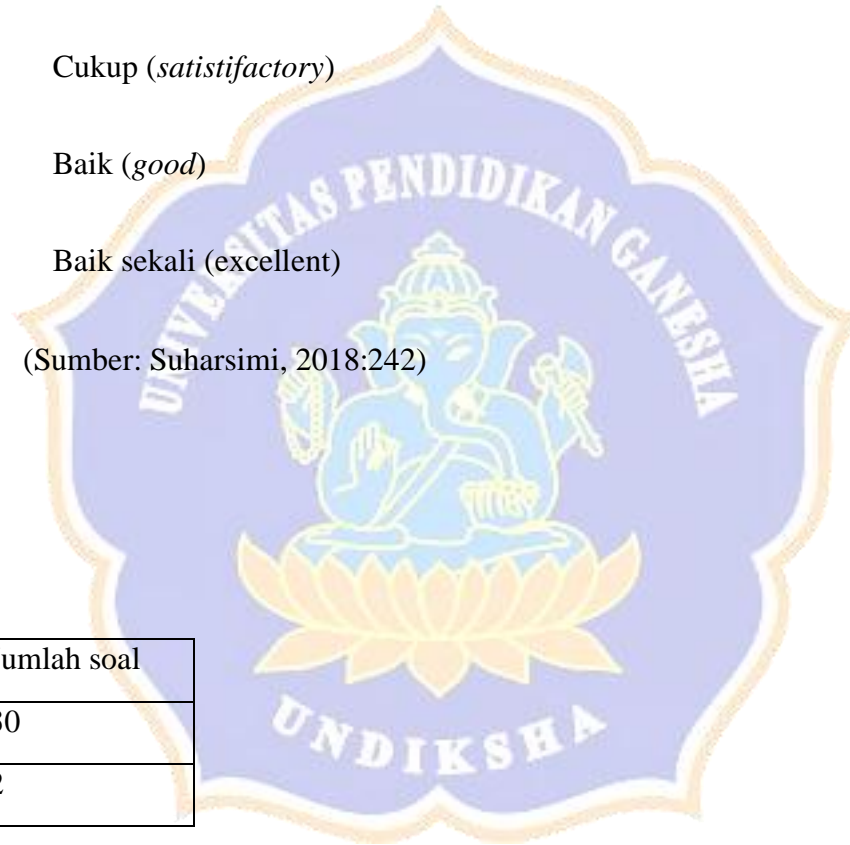 Cukup (satistifactory)
Baik (good)
Baik sekali (excellent)
(Sumber: Suharsimi, 2018:242)
UNIVERSITAS PENDIDIKAN GANESHA
umlah soal
UNDIKSHA